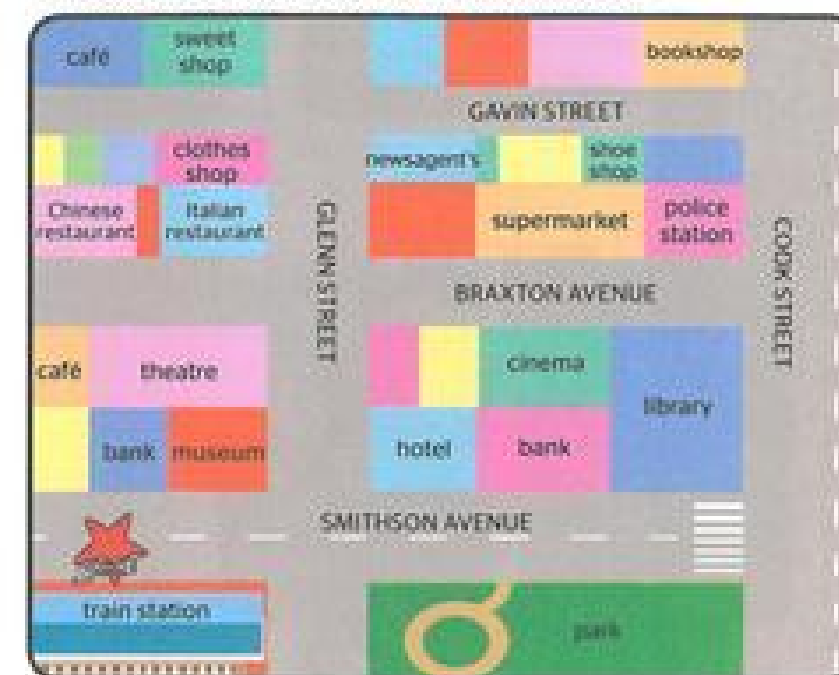 café
sweet
shop
bookshop
GAVIN STREET
clothes
shop
newsagent's
shoe
shop
Chinese
restaurant
Italian
restaurant
supermarket
police
station
GLENN STREET
COOK STREET
BRAXTON AVENUE
café
theatre
cinema
library
bank
museum
hotel
bank
SMITHSON AVENUE
train station
park